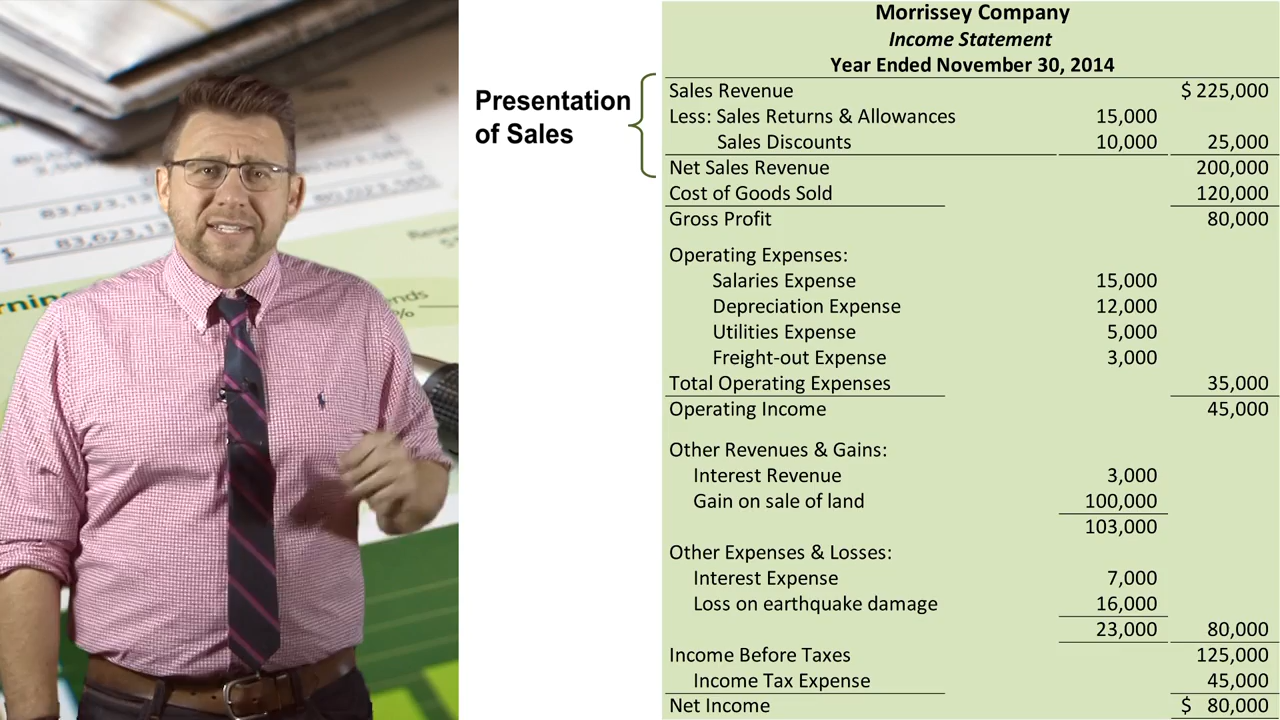 Presentation
of Sales
Morrissey Company
Income Statement
Year Ended November 30, 2014
Sales Revenue $ 225,000
Less: Sales Returns & Allowances 15,000
Sales Discounts 10,000 25,000
Net Sales Revenue 200,000
Cost of Goods Sold 120,000
Gross Profit 80,000
Operating Expenses:
Salaries Expense 15,000
Depreciation Expense 12,000
Utilities Expense 5,000
Freight-out Expense 3,000
Total Operating Expenses 35,000
Operating Income 45,000
Other Revenues & Gains:
Interest Revenue 3,000
Gain on sale of land 100,000
103,000
Other Expenses & Losses:
Interest Expense 7,000
Loss on earthquake damage 16,000
23,000 80,000
Income Before Taxes 125,000
Income Tax Expense 45,000
Net Income $ 80,000